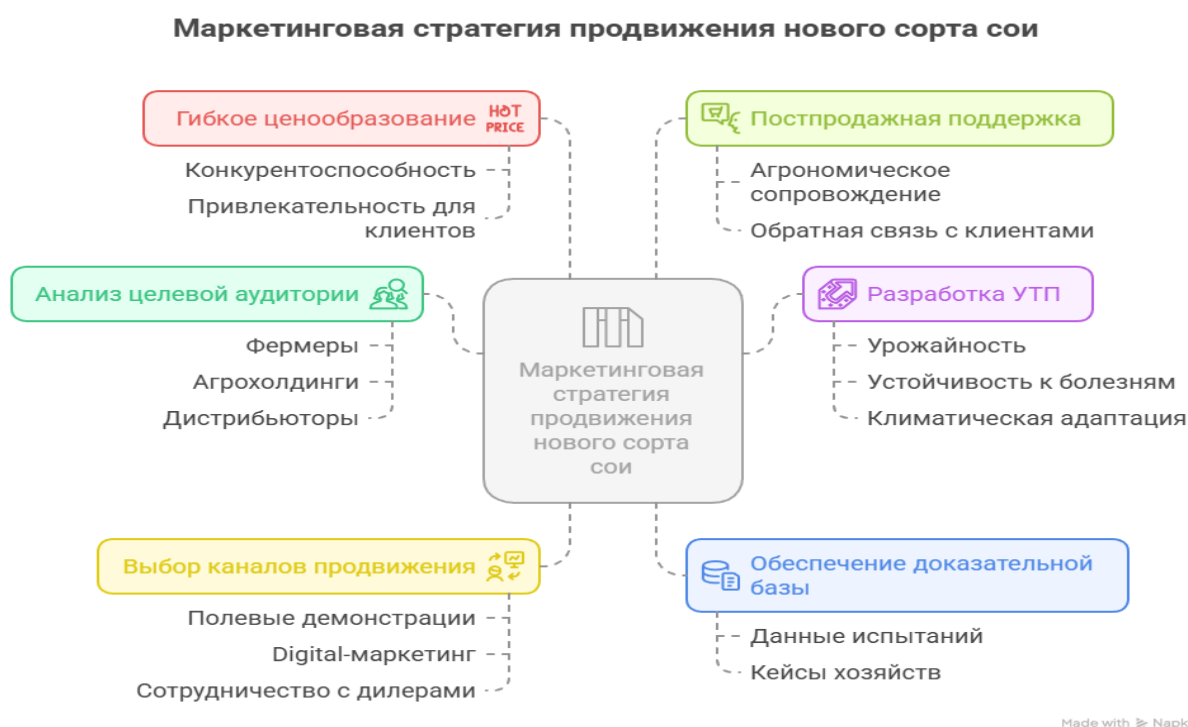 Маркетинговая стратегия продвижения нового сорта сои
Гибкое ценообразование
HOT
PRICE
Конкурентоспособность
Привлекательность для
клиентов
Постпродажная поддержка
Агрономическое
сопровождение
Обратная связь с клиентами
Анализ целевой аудитории
Фермеры
Агрохолдинги
Дистрибьюторы
Маркетинговая
стратегия
продвижения
нового сорта
сои
Разработка УТП
Урожайность
Устойчивость к болезням
Климатическая адаптация
Выбор каналов продвижения
Полевые демонстрации
Digital-маркетинг
Сотрудничество с дилерами
Обеспечение доказательной
базы
Данные испытаний
Кейсы хозяйств
Made with Napk